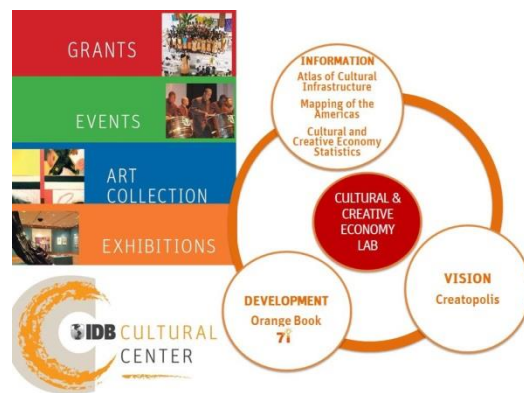 GRANTS
EVENTS
ART
COLLECTION
EXHIBITIONS
IDB CULTURAL
CENTER
INFORMATION
Atlas of Cultural
Infrastructure
Mapping of the
Americas
Cultural and
Creative Economy
Statistics
CULTURAL &
CREATIVE
ECONOMY
LAB
VISION
Creatopolis
DEVELOPMENT
Orange Book
7i